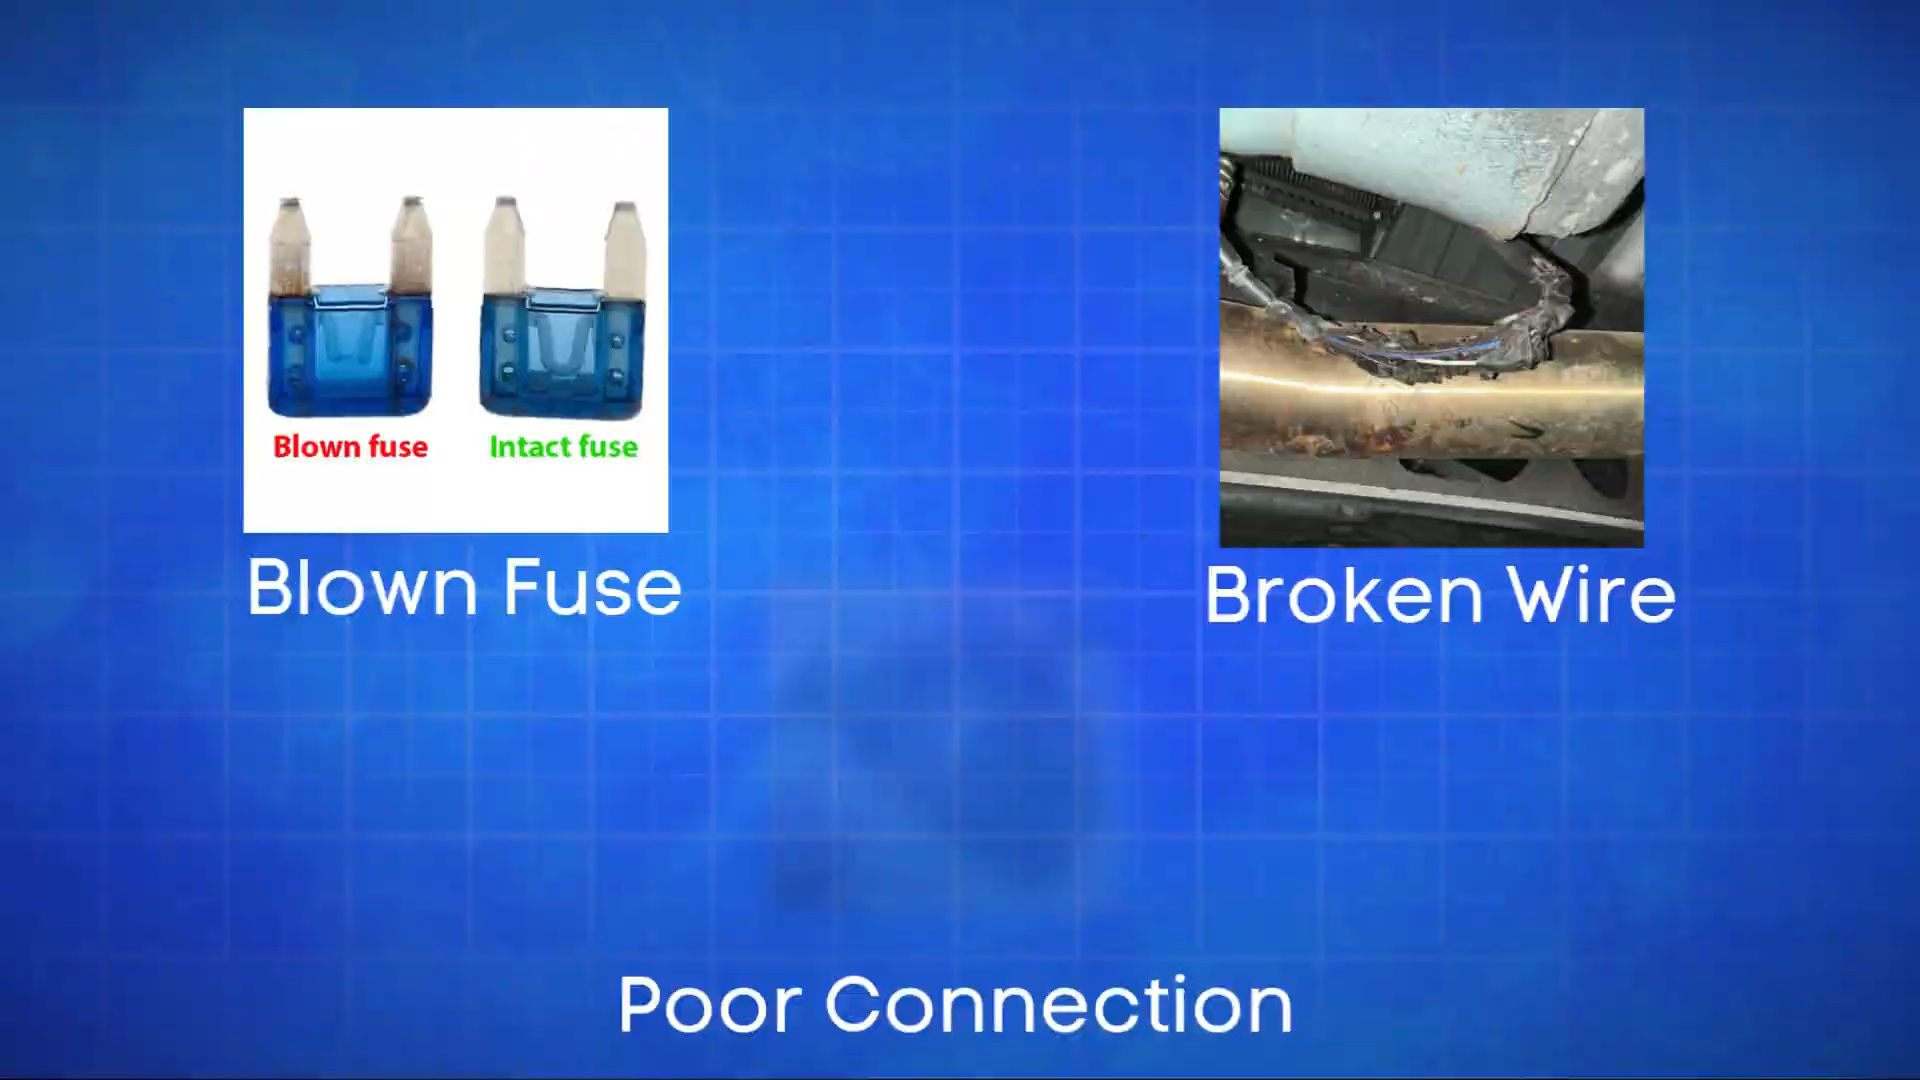 Blown fuse
Intact fuse
Blown Fuse
Broken Wire
Poor Connection